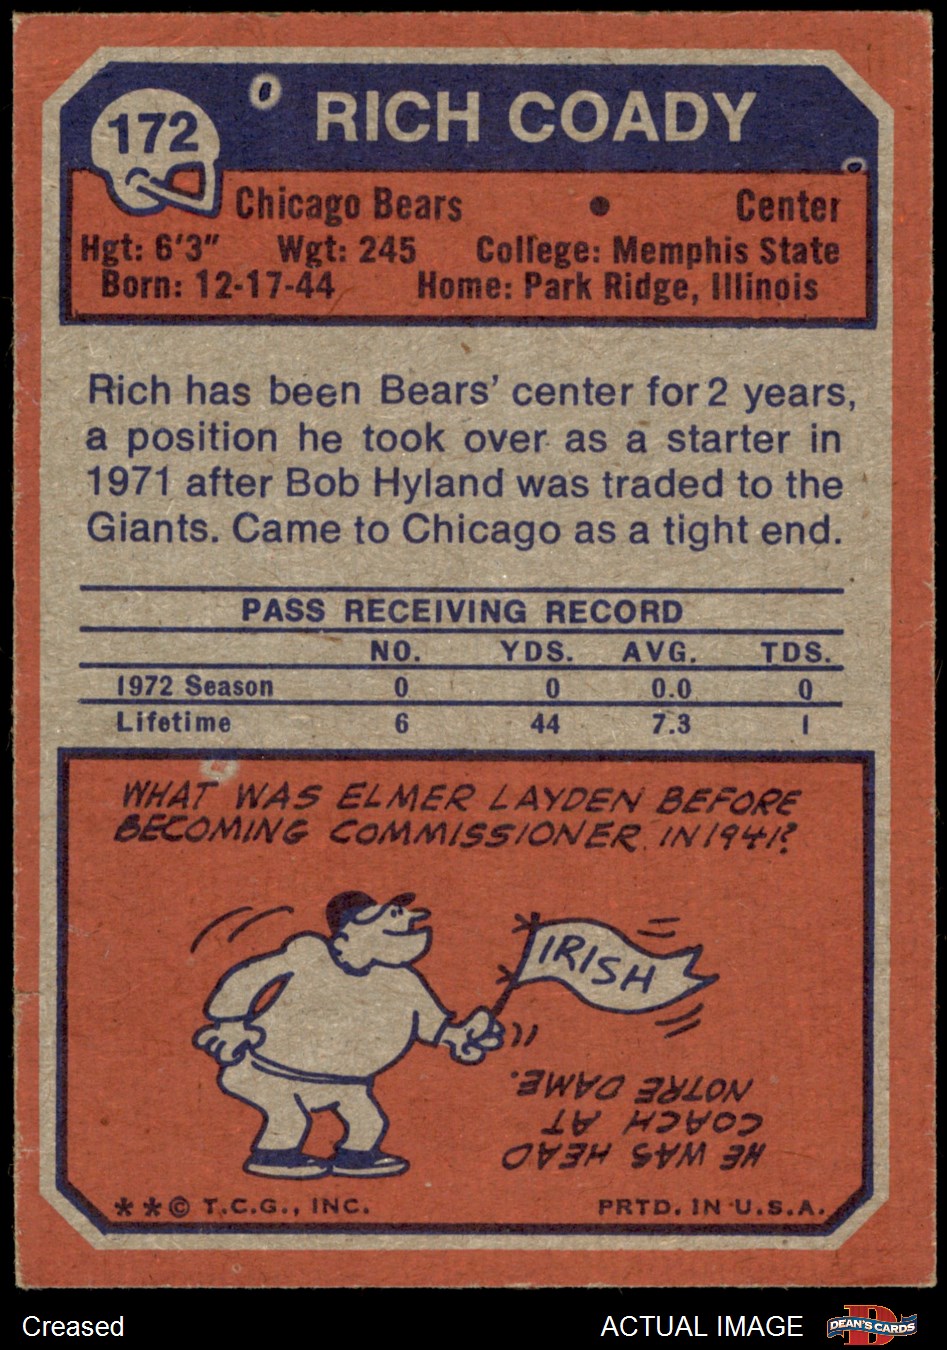 172
RICH COADY
Chicago Bears • Center
Hgt: 6'3" Wgt: 245 College: Memphis State
Born: 12-17-44 Home: Park Ridge, Illinois
Rich has been Bears' center for 2 years,
a position he took over as a starter in
1971 after Bob Hyland was traded to the
Giants. Came to Chicago as a tight end.
PASS RECEIVING RECORD
NO. YDS. AVG. TDS.
1972 Season 0 0 0.0 0
Lifetime 6 44 7.3 1
WHAT WAS ELMER LAYDEN BEFORE
BECOMING COMMISSIONER IN 1941?
IRISH
HE WAS HEAD
COACH AT
NOTRE DAME.
**© T.C.G., INC. PRTD. IN U.S.A.
Creased ACTUAL IMAGE
D
DEAN'S CARDS